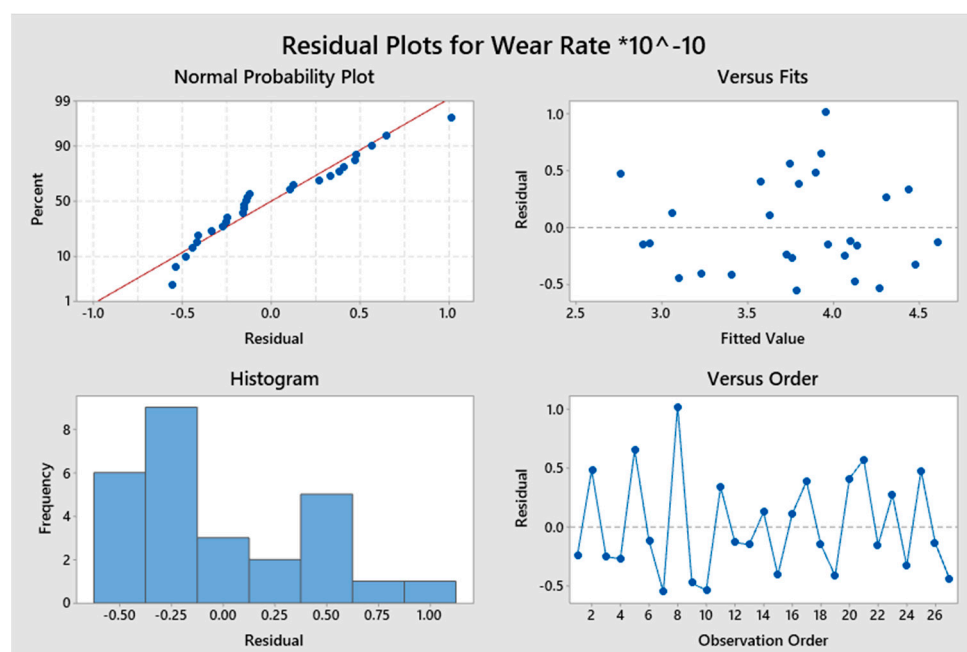 Residual Plots for Wear Rate *10^-10
Normal Probability Plot
99
90
50
10
1
Percent
-1.0 -0.5 0.0 0.5 1.0
Residual
Versus Fits
1.0
0.5
0.0
-0.5
Residual
2.5 3.0 3.5 4.0 4.5
Fitted Value
Histogram
8
6
4
2
0
Frequency
-0.50 -0.25 0.00 0.25 0.50 0.75 1.00
Residual
Versus Order
1.0
0.5
0.0
-0.5
Residual
2 4 6 8 10 12 14 16 18 20 22 24 26
Observation Order